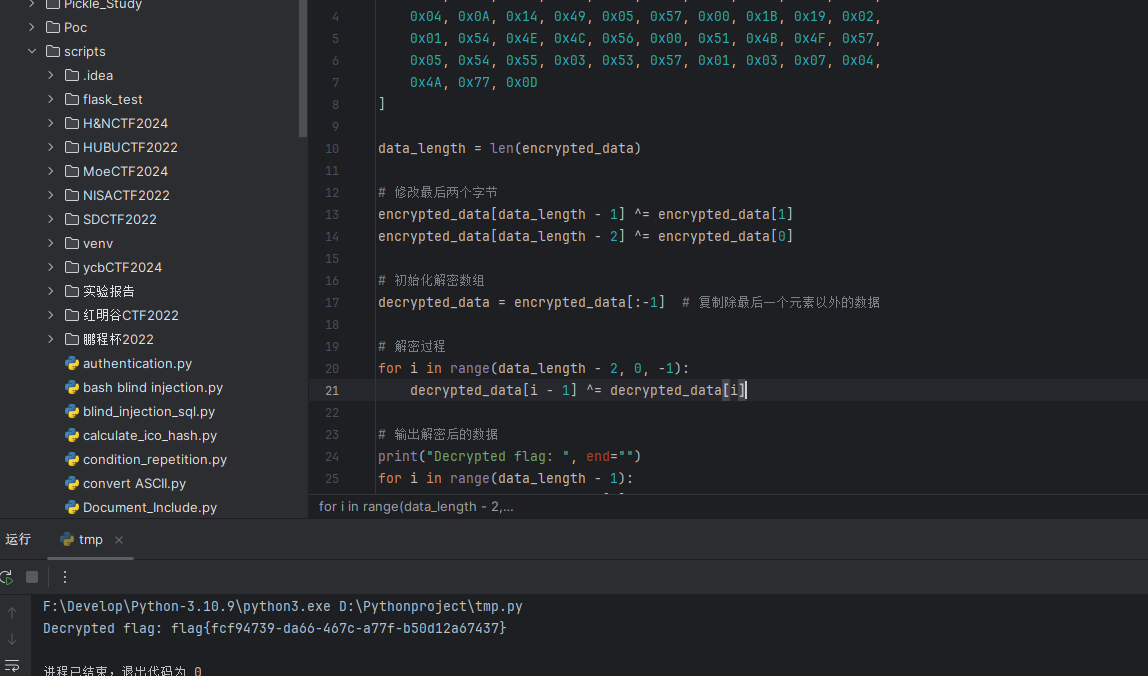 Pickle_Study
Poc
scripts
.idea
flask_test
H&NCTF2024
HUBUCTF2022
MoeCTF2024
NISACTF2022
SDCTF2022
venv
ycbCTF2024
实验报告
红明谷CTF2022
鹏程杯2022
authentication.py
bash blind injection.py
blind_injection_sql.py
calculate_ico_hash.py
condition_repetition.py
convert ASCII.py
Document_Include.py
4 0x04, 0x0A, 0x14, 0x49, 0x05, 0x57, 0x00, 0x1B, 0x19, 0x02,
5 0x01, 0x54, 0x4E, 0x4C, 0x56, 0x00, 0x51, 0x4B, 0x4F, 0x57,
6 0x05, 0x54, 0x55, 0x03, 0x53, 0x57, 0x01, 0x03, 0x07, 0x04,
7 0x4A, 0x77, 0x0D
8 ]
9
10 data_length = len(encrypted_data)
11
12 # 修改最后两个字节
13 encrypted_data[data_length - 1] ^= encrypted_data[1]
14 encrypted_data[data_length - 2] ^= encrypted_data[0]
15
16 # 初始化解密数组
17 decrypted_data = encrypted_data[:-1] # 复制除最后一个元素以外的数据
18
19 # 解密过程
20 for i in range(data_length - 2, 0, -1):
21 decrypted_data[i - 1] ^= decrypted_data[i]
22
23 # 输出解密后的数据
24 print("Decrypted flag: ", end="")
25 for i in range(data_length - 1):
for i in range(data_length - 2,...
运行
tmp
F:\Develop\Python-3.10.9\python3.exe D:\Pythonproject\tmp.py
Decrypted flag: flag{fcf94739-da66-467c-a77f-b50d12a67437}
进程已结束，退出代码为 0